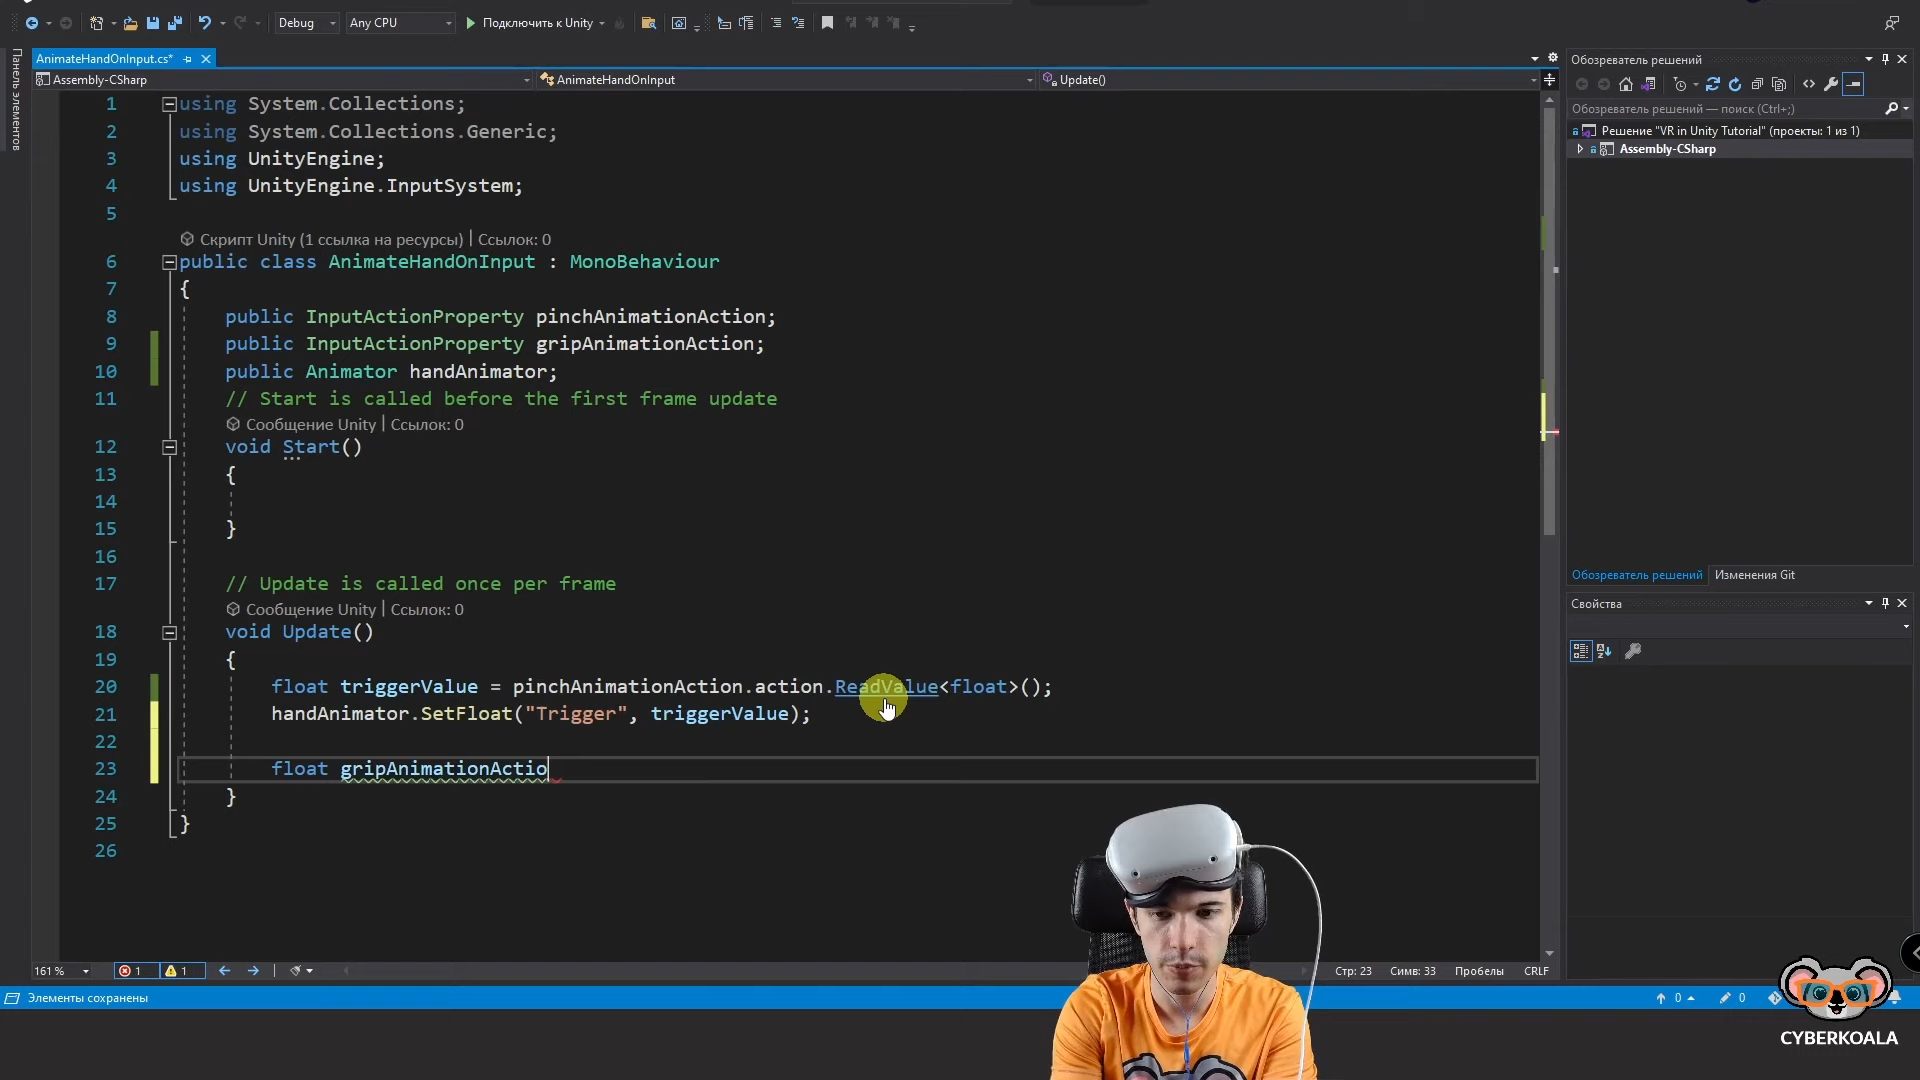 Debug
Any CPU
Подключить к Unity
Панель элементов
AnimateHandOnInput.cs*
Assembly-CSharp
AnimateHandOnInput
Update()
1 using System.Collections;
2 using System.Collections.Generic;
3 using UnityEngine;
4 using UnityEngine.InputSystem;
5
Скрипт Unity (1 ссылка на ресурсы) | Ссылок: 0
6 public class AnimateHandOnInput : MonoBehaviour
7 {
8 public InputActionProperty pinchAnimationAction;
9 public InputActionProperty gripAnimationAction;
10 public Animator handAnimator;
11 // Start is called before the first frame update
Сообщение Unity | Ссылок: 0
12 void Start()
13 {
14
15 }
16
17 // Update is called once per frame
Сообщение Unity | Ссылок: 0
18 void Update()
19 {
20 float triggerValue = pinchAnimationAction.action.ReadValue<float>();
21 handAnimator.SetFloat("Trigger", triggerValue);
22
23 float gripAnimationActio
24 }
25 }
26
161 %
1
1
Стр: 23
Симв: 33
Пробелы
CRLF
Элементы сохранены
0
0
Обозреватель решений
Обозреватель решений — поиск (Ctrl+;)
Решение "VR in Unity Tutorial" (проекты: 1 из 1)
Assembly-CSharp
Обозреватель решений
Изменения Git
Свойства
CYBERKOALA